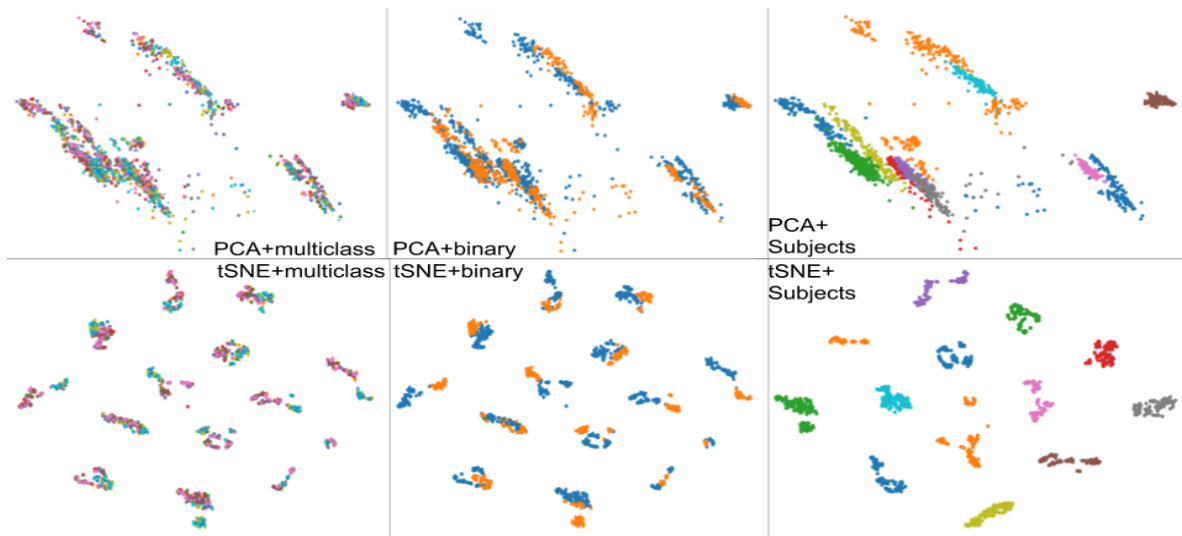 PCA+multiclass
PCA+binary
PCA+
Subjects
tSNE+multiclass
tSNE+binary
tSNE+
Subjects